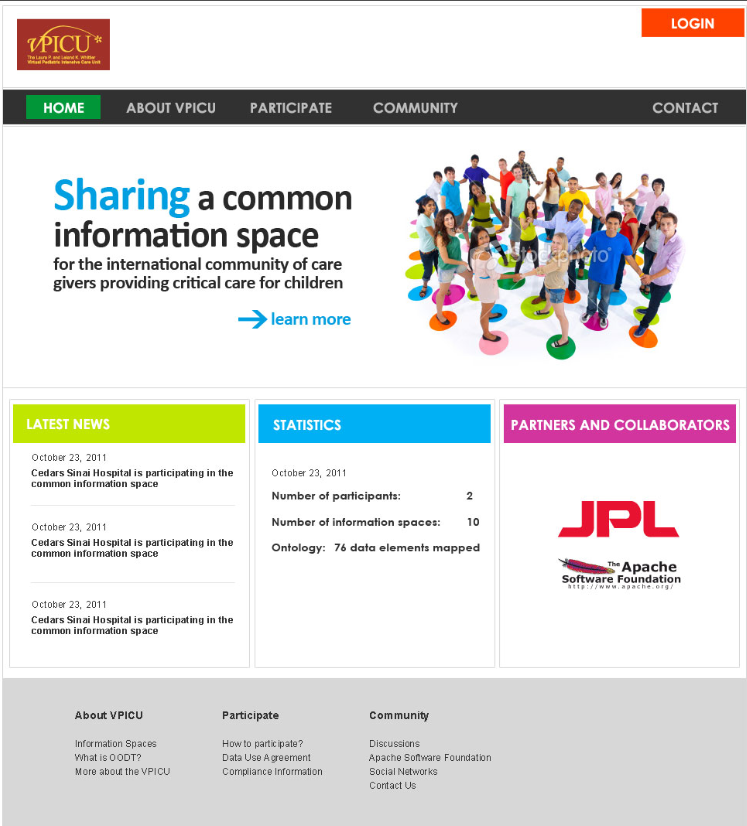 LOGIN
vPICU
The Laura P. and Leland K. Whittier
Virtual Pediatric Intensive Care Unit
HOME ABOUT VPICU PARTICIPATE COMMUNITY CONTACT
Sharing a common
information space
for the international community of care
givers providing critical care for children
learn more
iStockphoto
LATEST NEWS
October 23, 2011
Cedars Sinai Hospital is participating in the
common information space
October 23, 2011
Cedars Sinai Hospital is participating in the
common information space
October 23, 2011
Cedars Sinai Hospital is participating in the
common information space
STATISTICS
October 23, 2011
Number of participants: 2
Number of information spaces: 10
Ontology: 76 data elements mapped
PARTNERS AND COLLABORATORS
JPL
The Apache
Software Foundation
http://www.apache.org/
About VPICU
Information Spaces
What is OODT?
More about the VPICU
Participate
How to participate?
Data Use Agreement
Compliance Information
Community
Discussions
Apache Software Foundation
Social Networks
Contact Us